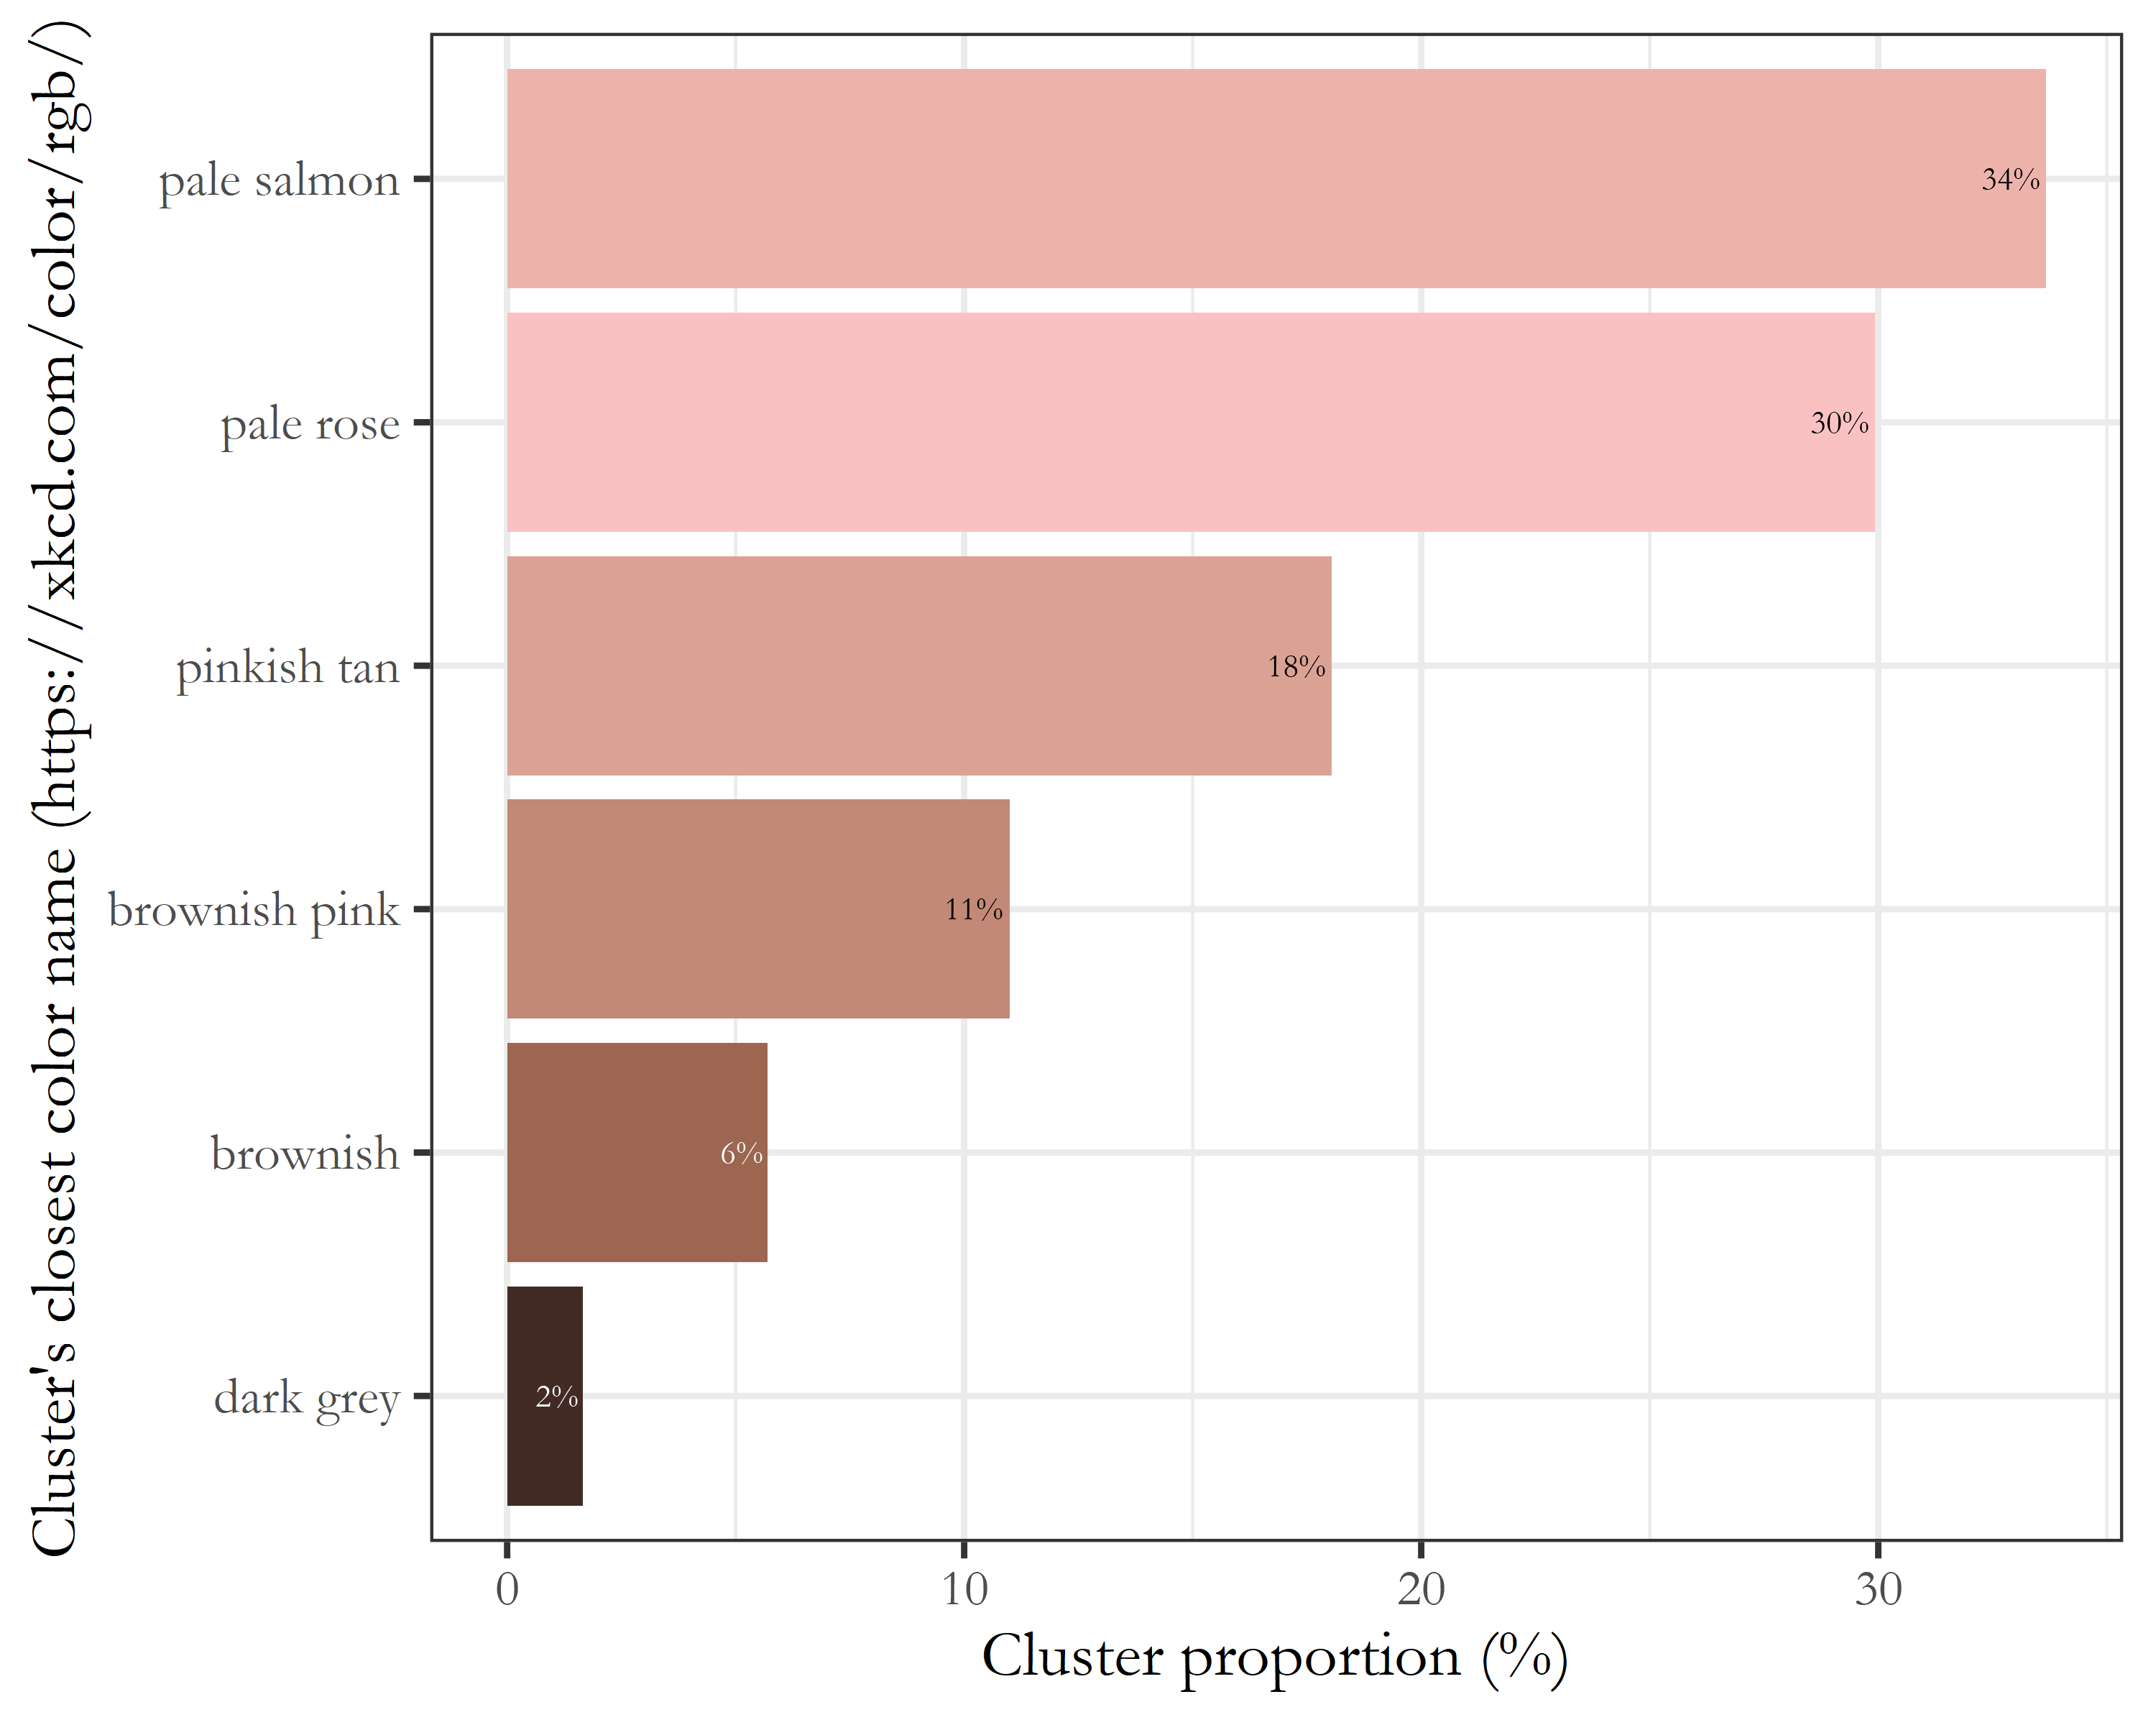 Cluster's closest color name (https://xkcd.com/color/rgb/)
pale salmon
34%
pale rose
30%
pinkish tan
18%
brownish pink
11%
brownish
6%
dark grey
2%
0 10 20 30
Cluster proportion (%)